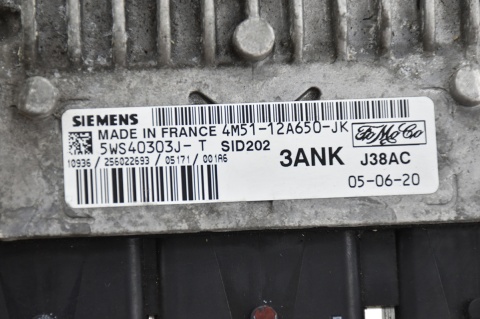 SIEMENS
MADE IN FRANCE 4M51-12A650-JK FoMoCo
5WS40303J-T SID202 3ANK J38AC
10936 / 256022693 / 05171 / 001A6
05-06-20